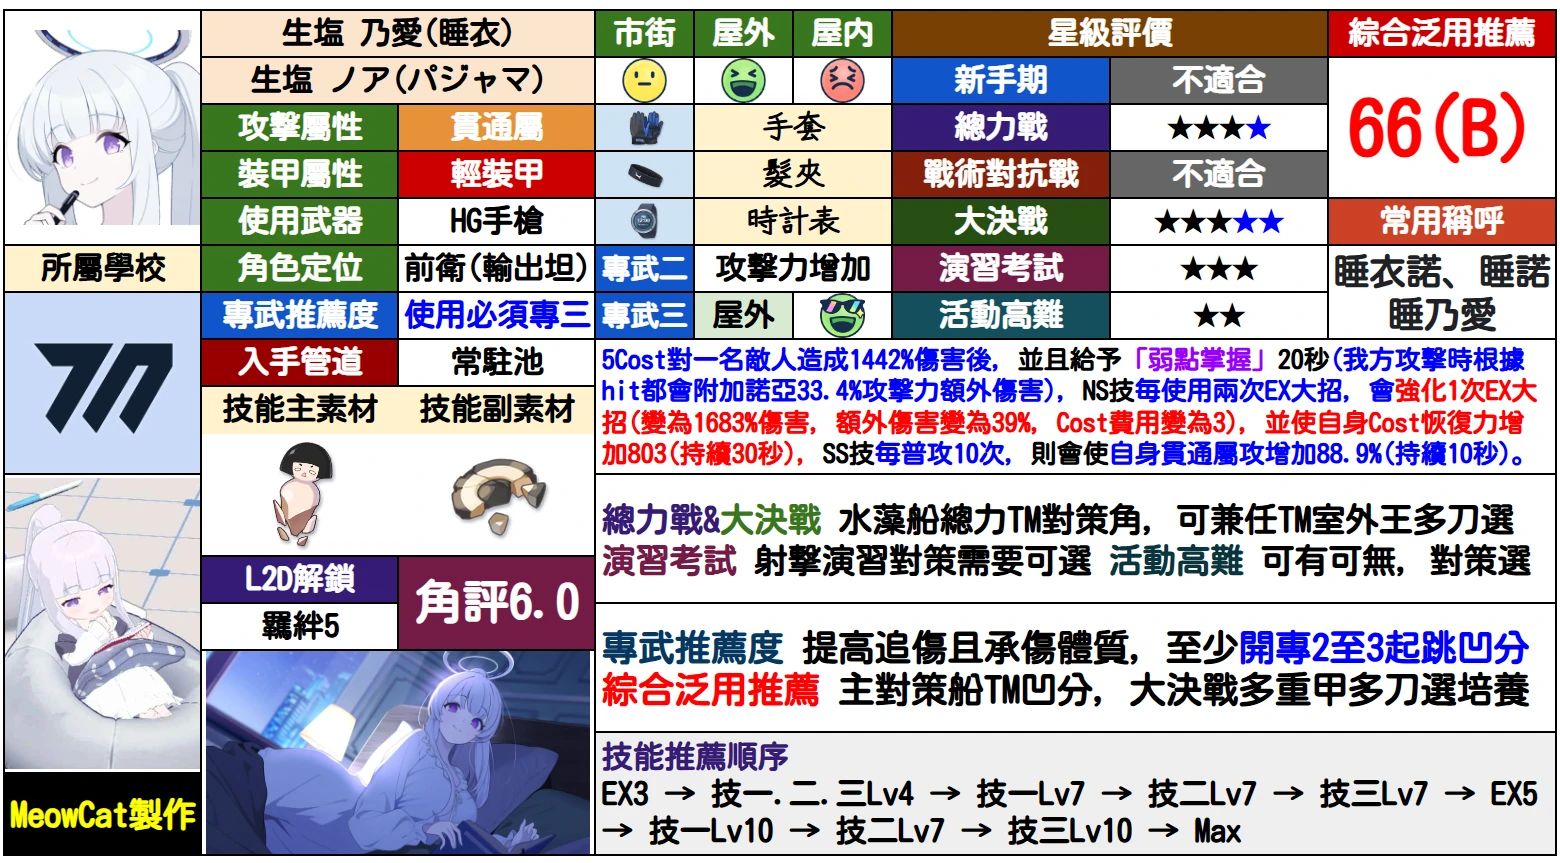 生塩 乃愛(睡衣)
生塩 ノア(パジャマ)
攻擊屬性 貫通屬
裝甲屬性 輕裝甲
使用武器 HG手槍
所屬學校
角色定位 前衛(輸出坦)
專武推薦度 使用必須專三
入手管道 常駐池
技能主素材 技能副素材
L2D解鎖
羈絆5
角評6.0
MeowCat製作
市街 屋外 屋內
手套
髮夾
時計表
專武二 攻擊力增加
專武三 屋外
星級評價
新手期 不適合
總力戰 ★★★★
戰術對抗戰 不適合
大決戰 ★★★★★
演習考試 ★★★
活動高難 ★★
綜合泛用推薦
66(B)
常用稱呼
睡衣諾、睡諾
睡乃愛
5Cost對一名敵人造成1442%傷害後, 並且給予「弱點掌握」20秒(我方攻擊時根據
hit都會附加諾亞33.4%攻擊力額外傷害), NS技每使用兩次EX大招, 會強化1次EX大
招(變為1683%傷害, 額外傷害變為39%, Cost費用變為3), 並使自身Cost恢復力增
加803(持續30秒), SS技每普攻10次, 則會使自身貫通屬攻增加88.9%(持續10秒)。
總力戰&大決戰 水藻船總力TM對策角, 可兼任TM室外王多刀選
演習考試 射擊演習對策需要可選 活動高難 可有可無, 對策選
專武推薦度 提高追傷且承傷體質, 至少開專2至3起跳凹分
綜合泛用推薦 主對策船TM凹分, 大決戰多重甲多刀選培養
技能推薦順序
EX3 → 技一.二.三Lv4 → 技一Lv7 → 技二Lv7 → 技三Lv7 → EX5
→ 技一Lv10 → 技二Lv7 → 技三Lv10 → Max